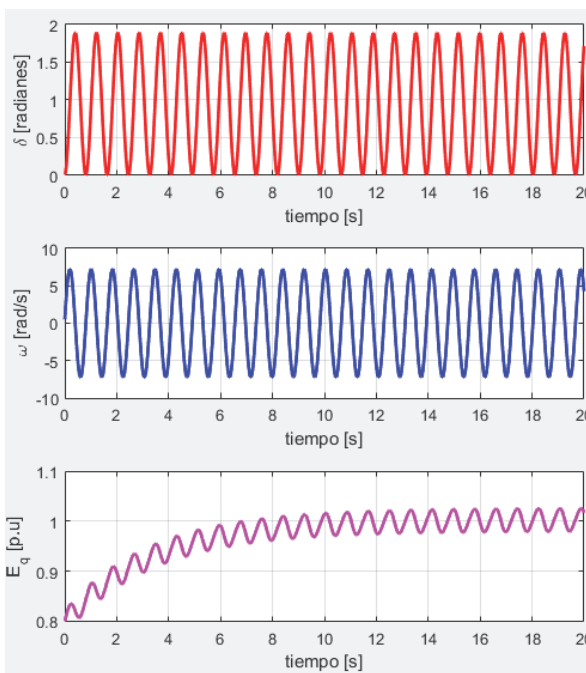 2
1.5
1
0.5
0
δ [radianes]
0 2 4 6 8 10 12 14 16 18 20
tiempo [s]
10
5
0
-5
-10
ω [rad/s]
0 2 4 6 8 10 12 14 16 18 20
tiempo [s]
1.1
1
0.9
0.8
E_q [p.u]
0 2 4 6 8 10 12 14 16 18 20
tiempo [s]